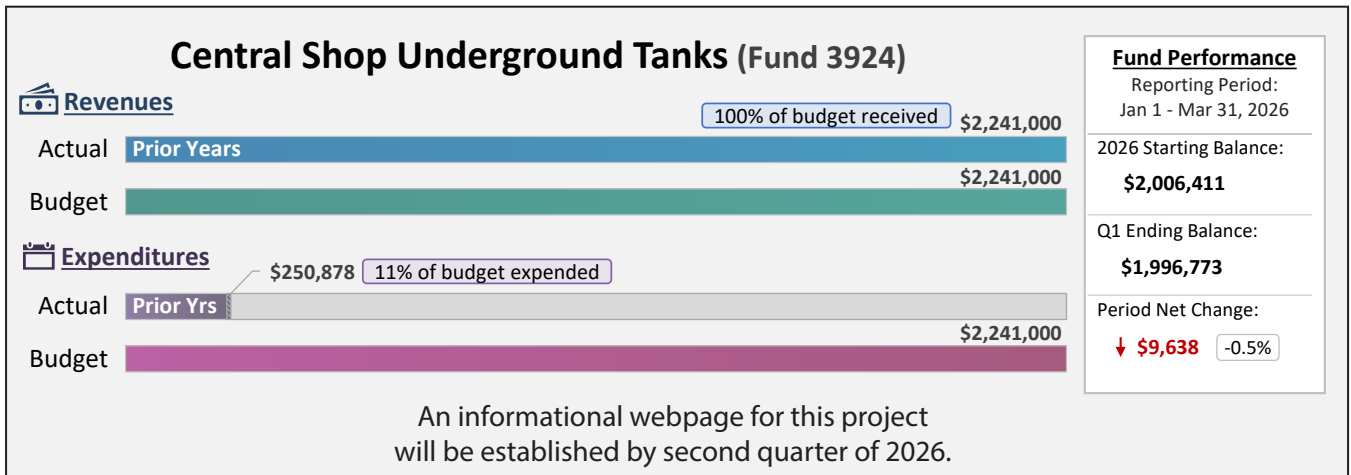 Central Shop Underground Tanks (Fund 3924)
Revenues
100% of budget received $2,241,000
Actual Prior Years
$2,241,000
Budget
Expenditures
$250,878 11% of budget expended
Actual Prior Yrs
$2,241,000
Budget
An informational webpage for this project
will be established by second quarter of 2026.
Fund Performance
Reporting Period:
Jan 1 - Mar 31, 2026
2026 Starting Balance:
$2,006,411
Q1 Ending Balance:
$1,996,773
Period Net Change:
$9,638 -0.5%